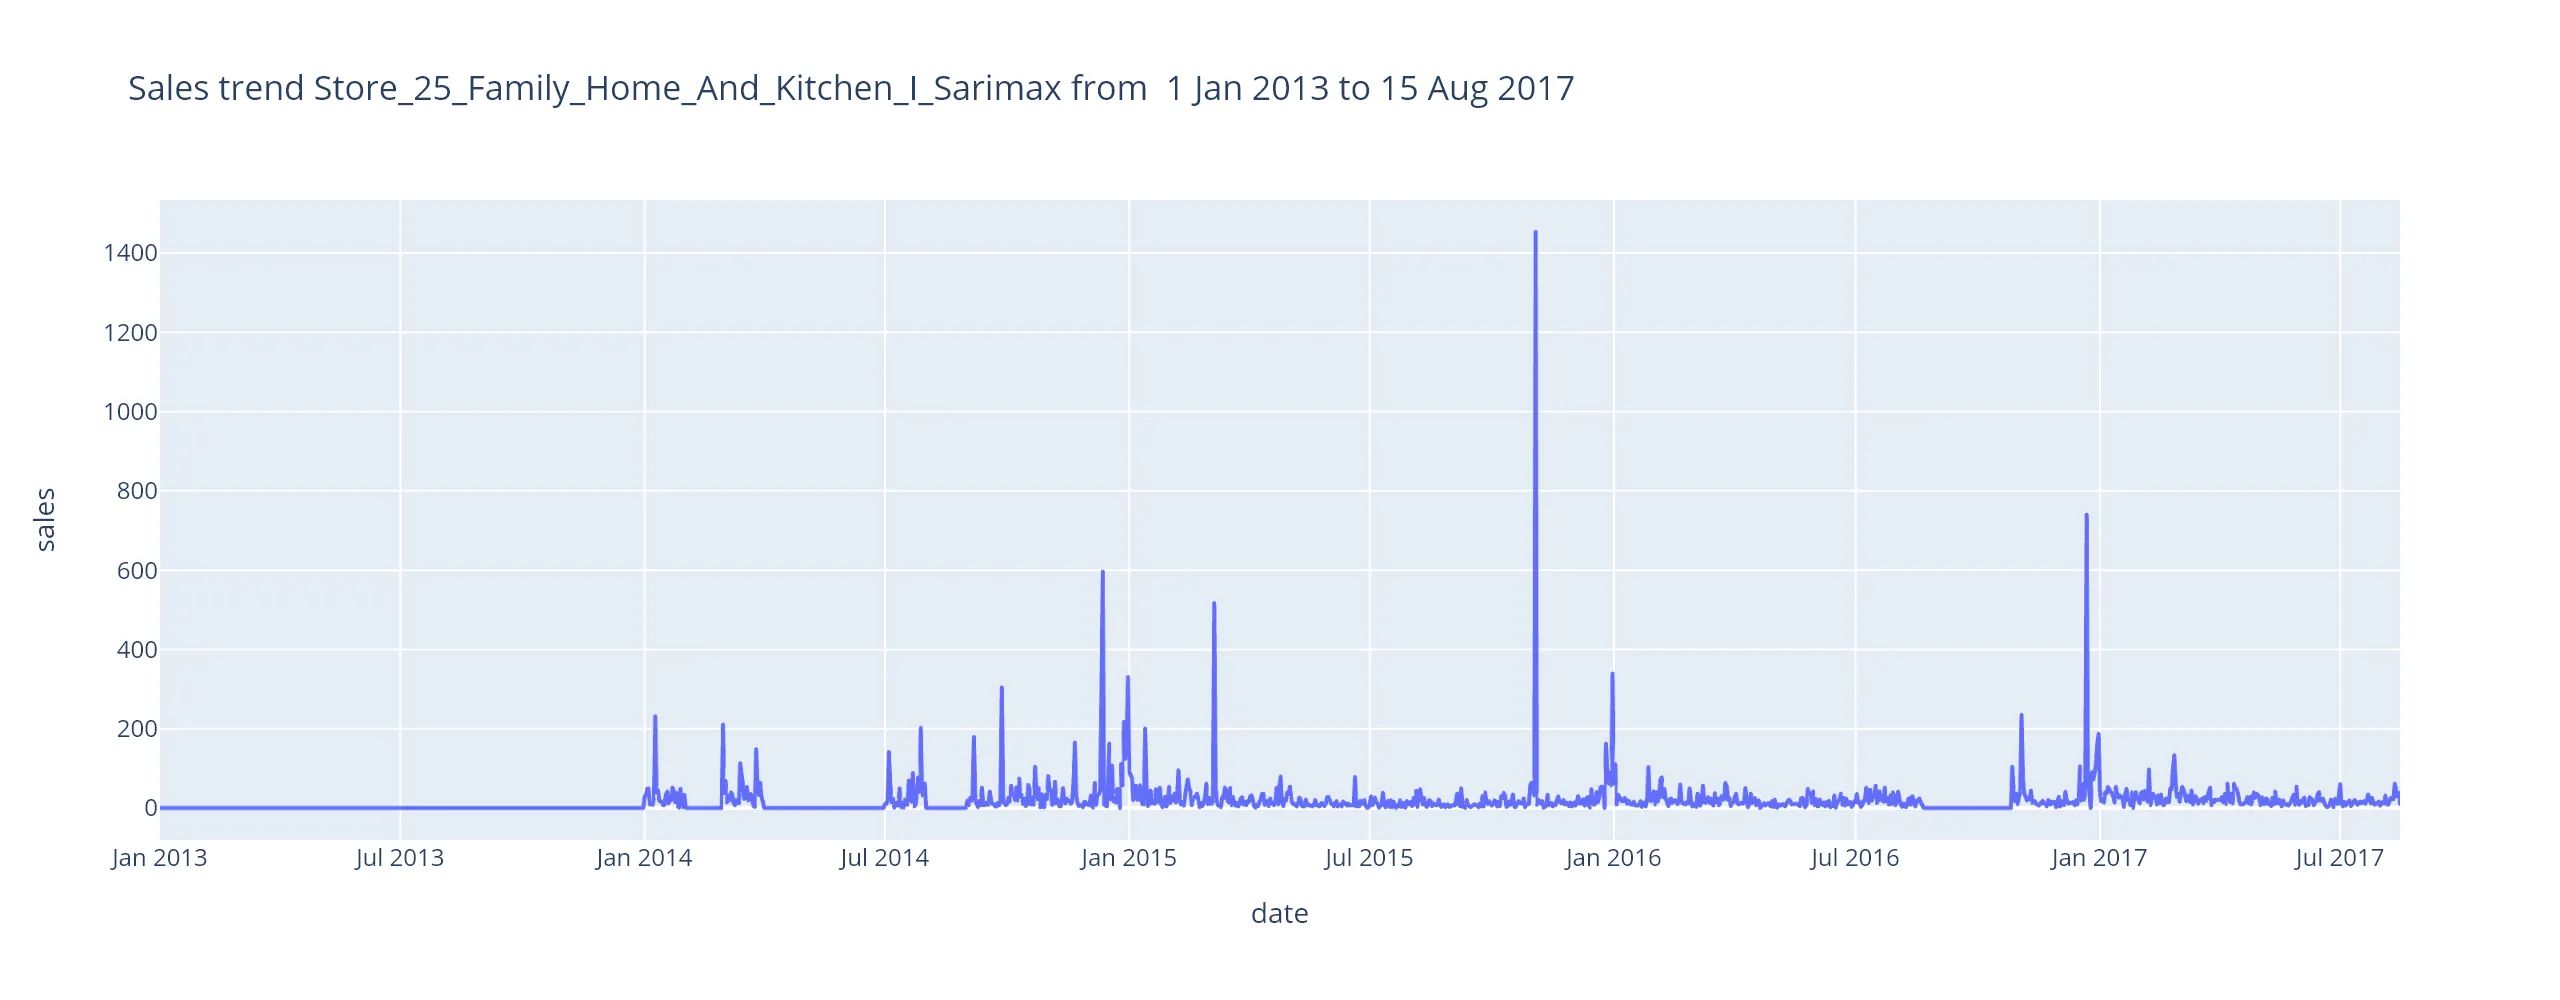 Sales trend Store_25_Family_Home_And_Kitchen_I_Sarimax from  1 Jan 2013 to 15 Aug 2017
1400
1200
1000
800
600
400
200
0
sales
Jan 2013 Jul 2013 Jan 2014 Jul 2014 Jan 2015 Jul 2015 Jan 2016 Jul 2016 Jan 2017 Jul 2017
date